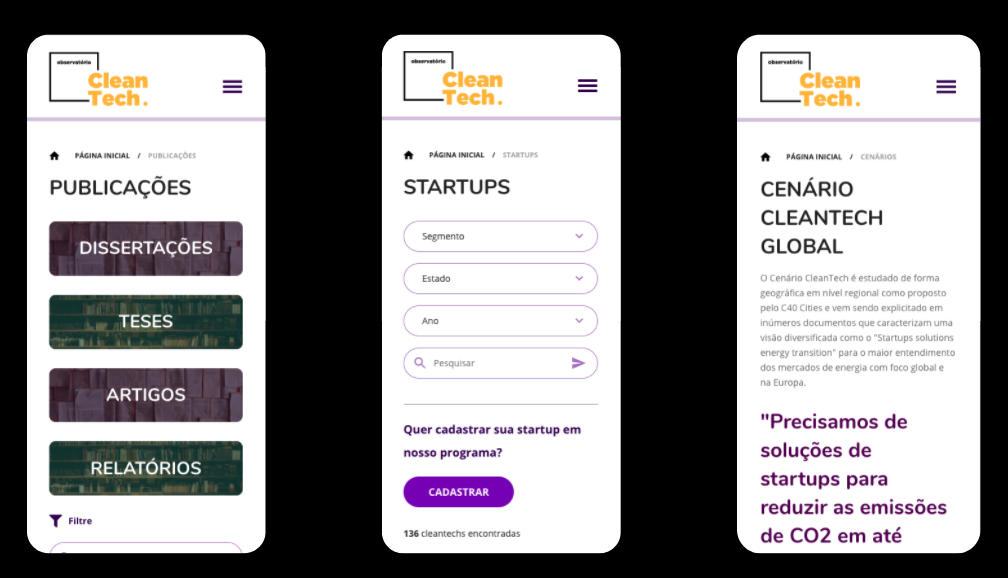 observatório
Clean
Tech.
PÁGINA INICIAL / PUBLICAÇÕES
PUBLICAÇÕES
DISSERTAÇÕES
TESES
ARTIGOS
RELATÓRIOS
Filtre
observatório
Clean
Tech.
PÁGINA INICIAL / STARTUPS
STARTUPS
Segmento
Estado
Ano
Pesquisar
Quer cadastrar sua startup em
nosso programa?
CADASTRAR
136 cleantechs encontradas
observatório
Clean
Tech.
PÁGINA INICIAL / CENÁRIOS
CENÁRIO
CLEANTECH
GLOBAL
O Cenário CleanTech é estudado de forma
geográfica em nível regional como proposto
pelo C40 Cities e vem sendo explicitado em
inúmeros documentos que caracterizam uma
visão diversificada como o "Startups solutions
energy transition" para o maior entendimento
dos mercados de energia com foco global e
na Europa.
"Precisamos de
soluções de
startups para
reduzir as emissões
de CO2 em até